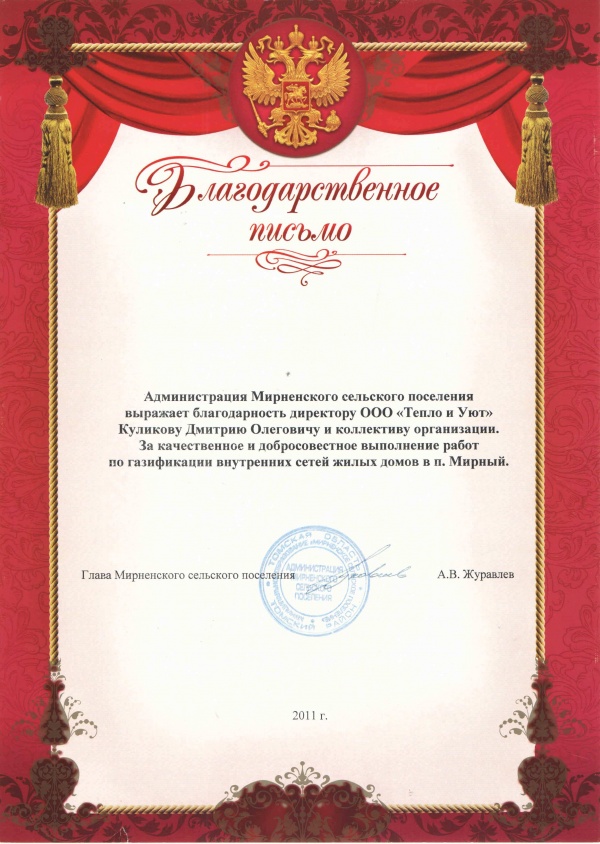 Благодарственное
письмо
Администрация Мирненского сельского поселения
выражает благодарность директору ООО «Тепло и Уют»
Куликову Дмитрию Олеговичу и коллективу организации.
За качественное и добросовестное выполнение работ
по газификации внутренних сетей жилых домов в п. Мирный.
Глава Мирненского сельского поселения
А.В. Журавлев
ТОМСКАЯ ОБЛАСТЬ
АДМИНИСТРАЦИЯ
МИРНЕНСКОГО
СЕЛЬСКОГО
ПОСЕЛЕНИЯ
ТОМСКИЙ РАЙОН
2011 г.